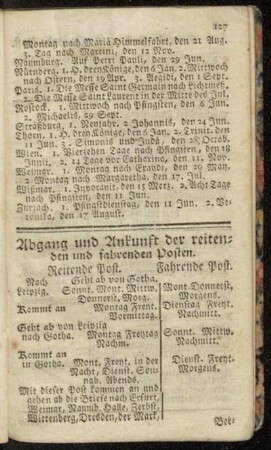 127
Montag nach Mariä Himmelfahrt, den 21 Aug.
3. Tag nach Martini, den 12 Nov.
Naumburg. Auf Petri Pauli, den 29 Jun.
Nürnberg. 1. H. drey Könige, den 6 Jan. 2. Mittwoch
nach Ostern, den 19 Apr. 3. Aegidi, den 1 Sept.
Paris. 1. Die Messe Saint Germain nach Lichtmeß,
2. Die Messe Saint Laurent in der Mitte des Jul.
Rostock. 1. Mittwoch nach Pfingsten, den 6 Jun.
2. Michaelis, 29 Sept.
Straßburg, 1. Neujahr. 2 Johannis, den 24 Jun.
Thorn. 1. H. drey Könige, den 6 Jan. 2. Trinit. den
11 Jun. 3. Simonis und Judä, den 28 Octob.
Wien. 1. Vierzehen Tage nach Pfingsten, den
12 Jun. 2. 14 Tage vor Catharina, den 11. Nov.
Weimar. 1. Montag nach Exaudi, den 29 May.
2. Montag nach Margaretha, den 17 Jul.
Wißmar. 1. Invocavit, den 15 Merz. 2. Acht Tage
nach Pfingsten, den 11 Jun.
Zurzach. 1. Pfingstdienstag, den 11 Jun. 2. Ve-
ronika, den 17 August.
Abgang und Ankunft der reiten-
den und fahrenden Posten.
Reitende Post. Fahrende Post.
Nach Geht ab von Gotha.
Leipzig. Sonnt. Mont. Mittw. Mont. Donnerst.
Donnerst. Morg. Morgens.
Kommt an Montag Freyt. Dienstag Freyt.
Vormittag. Nachmitt.
Geht ab von Leipzig
nach Gotha. Montag Freytag Sonnt. Mittw.
Nachm. Nachmitt.
Kommt an
in Gotha. Mont. Freyt. in der Dienst. Freyt.
Nacht, Dienst. Son- Morgens.
nab. Abends.
Mit dieser Post kommen an und
gehen ab die Briefe nach Erfurt,
Weimar, Naumb. Halle, Zerbst,
Wittenberg, Dresden, der Mark,
Bey-